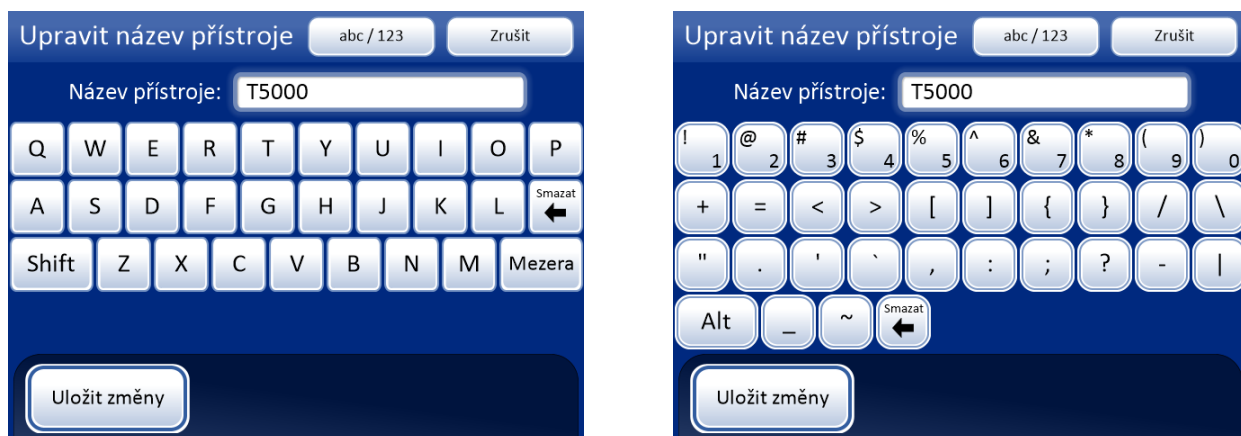 Upravit název přístroje abc / 123 Zrušit
Název přístroje: T5000
Q W E R T Y U I O P
A S D F G H J K L Smazat
Shift Z X C V B N M Mezera
Uložit změny
Upravit název přístroje abc / 123 Zrušit
Název přístroje: T5000
! 1 @ 2 # 3 $ 4 % 5 ^ 6 & 7 * 8 ( 9 ) 0
+ = < > [ ] { } / \
" . ' ` , : ; ? - |
Alt _ ~ Smazat
Uložit změny